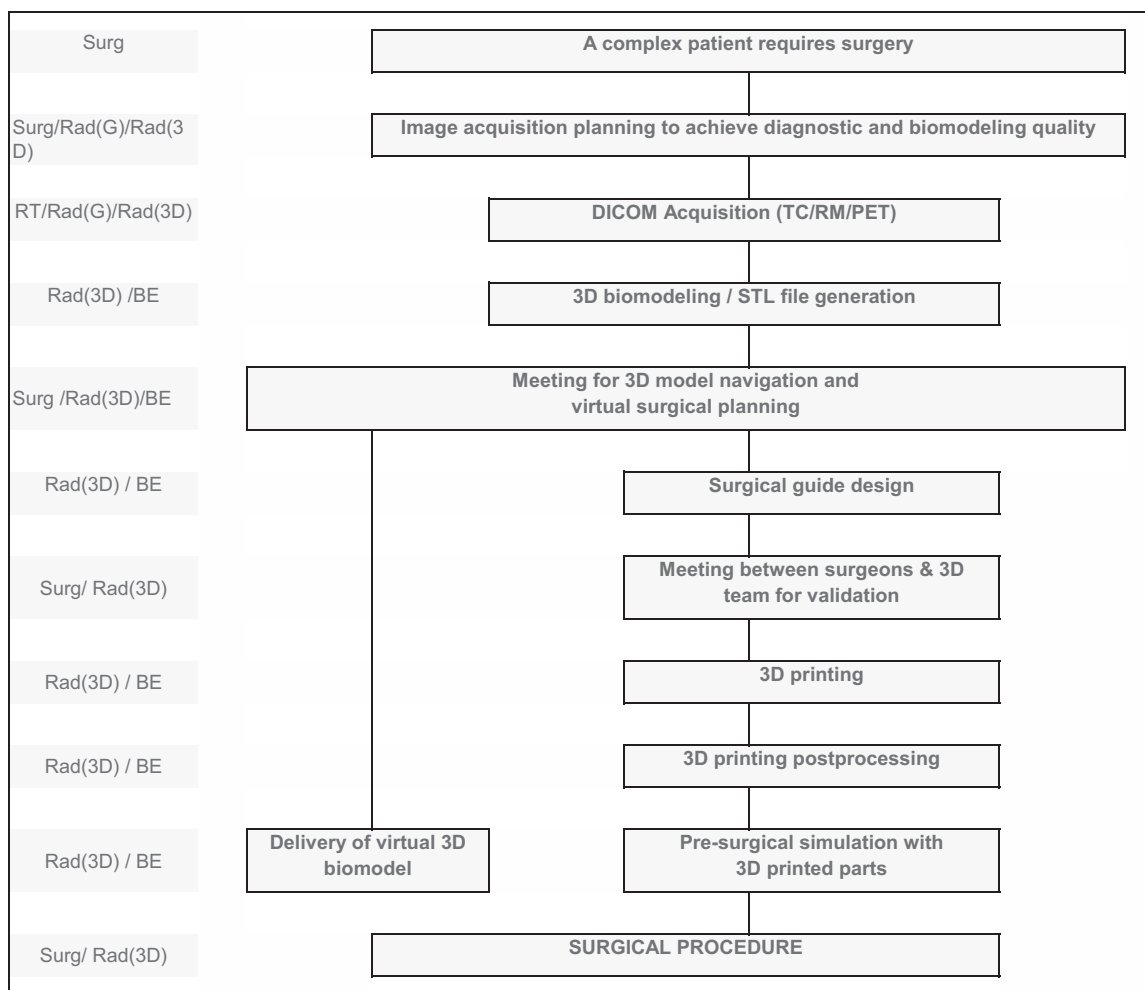 Surg
A complex patient requires surgery
Surg/Rad(G)/Rad(3
D)
Image acquisition planning to achieve diagnostic and biomodeling quality
RT/Rad(G)/Rad(3D)
DICOM Acquisition (TC/RM/PET)
Rad(3D) /BE
3D biomodeling / STL file generation
Surg /Rad(3D)/BE
Meeting for 3D model navigation and
virtual surgical planning
Rad(3D) / BE
Surgical guide design
Surg/ Rad(3D)
Meeting between surgeons & 3D
team for validation
Rad(3D) / BE
3D printing
Rad(3D) / BE
3D printing postprocessing
Rad(3D) / BE
Delivery of virtual 3D
biomodel
Pre-surgical simulation with
3D printed parts
Surg/ Rad(3D)
SURGICAL PROCEDURE